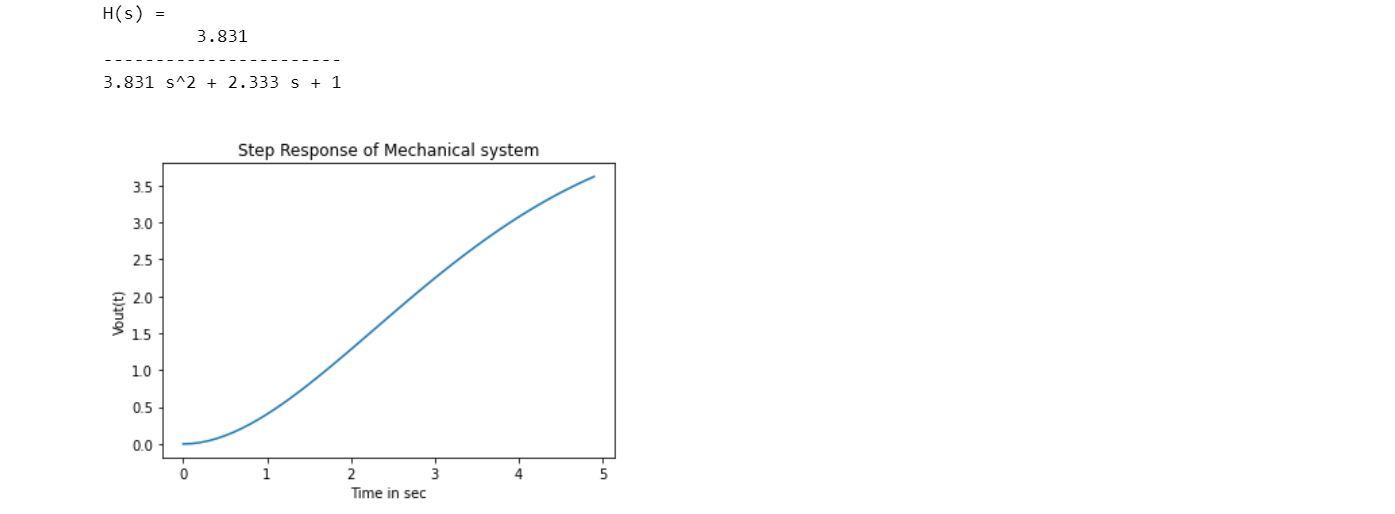 H(s) =
3.831
-----------------------
3.831 s^2 + 2.333 s + 1
Step Response of Mechanical system
3.5
3.0
2.5
2.0
1.5
1.0
0.5
0.0
Vout(t)
0 1 2 3 4 5
Time in sec